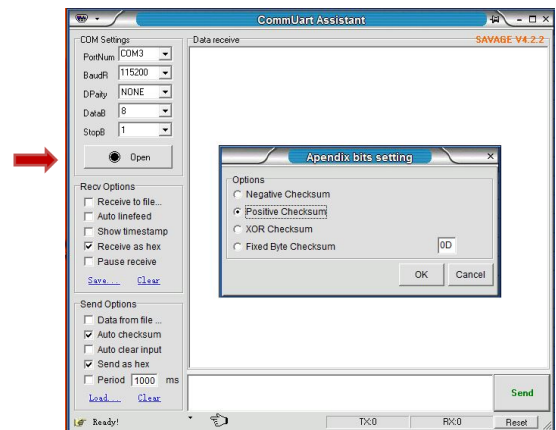 CommUart Assistant
COM Settings
PortNum COM3
BaudR 115200
DPaity NONE
DataB 8
StopB 1
Open
Recv Options
Receive to file...
Auto linefeed
Show timestamp
Receive as hex
Pause receive
Save... Clear
Send Options
Data from file ...
Auto checksum
Auto clear input
Send as hex
Period 1000 ms
Load... Clear
Data receive
SAVAGE V4.2.2
Apendix bits setting
Options
Negative Checksum
Positive Checksum
XOR Checksum
Fixed Byte Checksum 0D
OK Cancel
Send
Ready! TX:0 RX:0 Reset